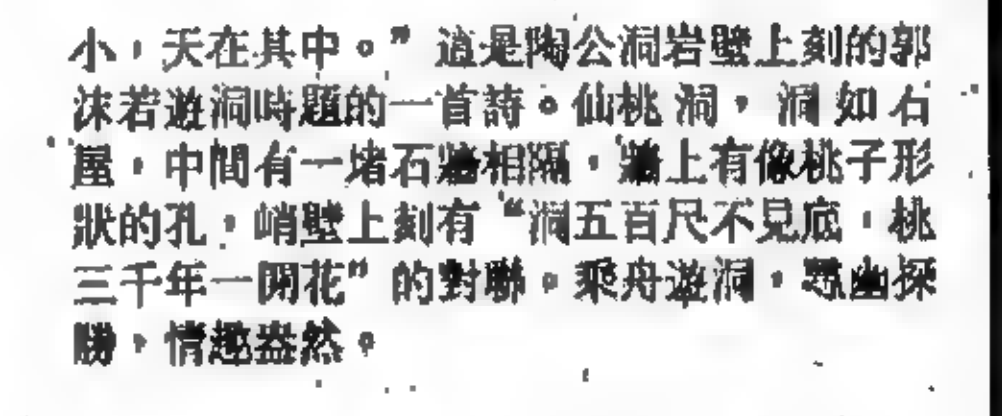 小，天在其中。”這是陶公洞岩壁上刻的郭
沫若遊洞時題的一首詩。仙桃洞，洞如石
屋，中間有一堵石牆相隔，牆上有像桃子形
狀的孔，峭壁上刻有“澗五百尺不見底，桃
三千年一開花”的對聯。乘舟遊洞，覓幽探
勝，情趣盎然。